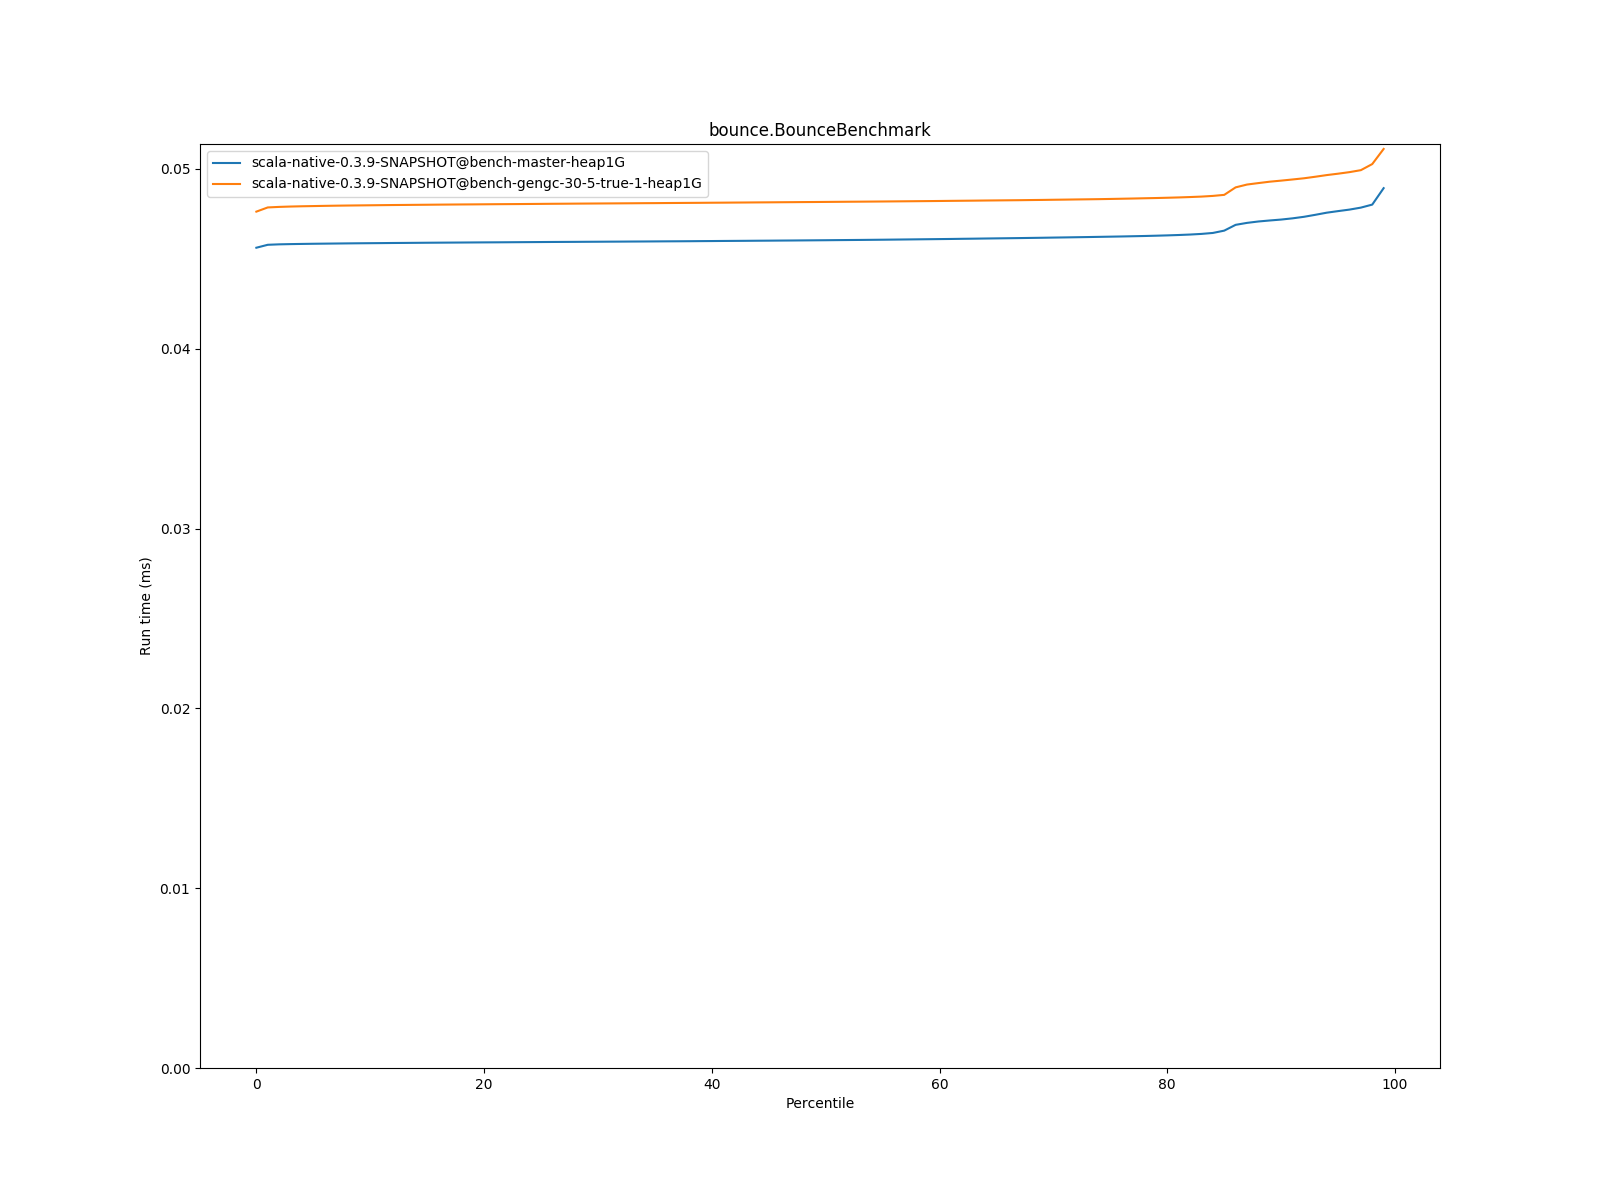 bounce.BounceBenchmark
scala-native-0.3.9-SNAPSHOT@bench-master-heap1G
scala-native-0.3.9-SNAPSHOT@bench-gengc-30-5-true-1-heap1G
0.05
0.04
0.03
0.02
0.01
0.00
Run time (ms)
0 20 40 60 80 100
Percentile